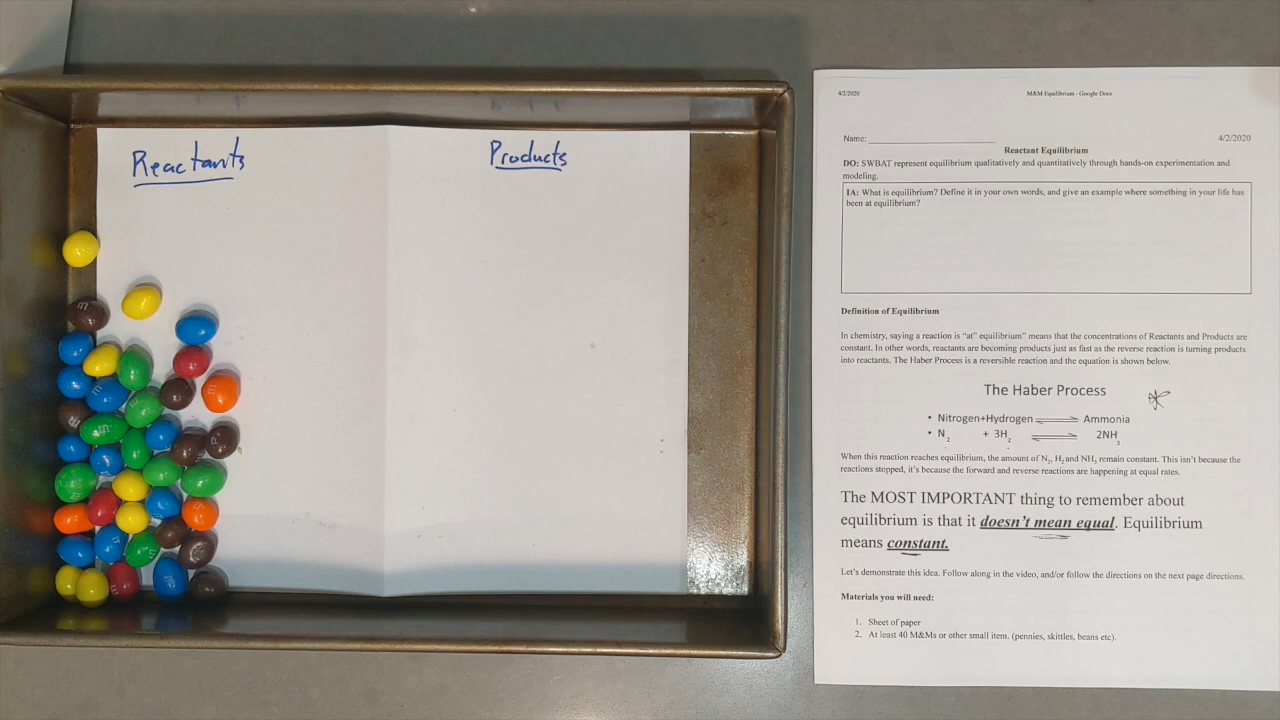 Reactants
Products
4/2/2020
M&M Equilibrium - Google Docs
Name:
4/2/2020
Reactant Equilibrium
DO: SWBAT represent equilibrium qualitatively and quantitatively through hands-on experimentation and
modeling.
IA: What is equilibrium? Define it in your own words, and give an example where something in your life has
been at equilibrium?
Definition of Equilibrium
In chemistry, saying a reaction is “at” equilibrium” means that the concentrations of Reactants and Products are
constant. In other words, reactants are becoming products just as fast as the reverse reaction is turning products
into reactants. The Haber Process is a reversible reaction and the equation is shown below.
The Haber Process
• Nitrogen+Hydrogen ⇌ Ammonia
• N₂ + 3H₂ ⇌ 2NH₃
When this reaction reaches equilibrium, the amount of N₂, H₂ and NH₃ remain constant. This isn't because the
reactions stopped, it's because the forward and reverse reactions are happening at equal rates.
The MOST IMPORTANT thing to remember about
equilibrium is that it doesn't mean equal. Equilibrium
means constant.
Let's demonstrate this idea. Follow along in the video, and/or follow the directions on the next page directions.
Materials you will need:
1. Sheet of paper
2. At least 40 M&Ms or other small item. (pennies, skittles, beans etc).